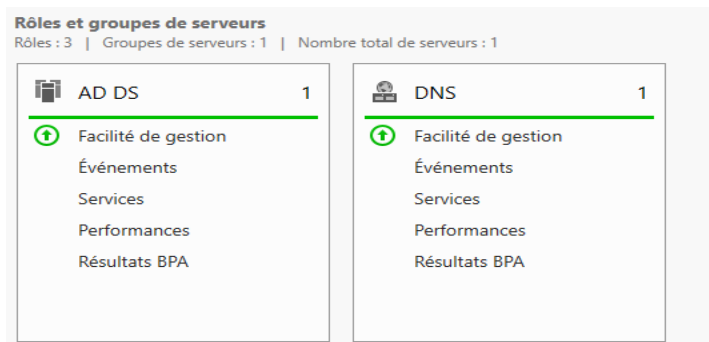 Rôles et groupes de serveurs
Rôles : 3 | Groupes de serveurs : 1 | Nombre total de serveurs : 1
AD DS 1
Facilité de gestion
Événements
Services
Performances
Résultats BPA
DNS 1
Facilité de gestion
Événements
Services
Performances
Résultats BPA